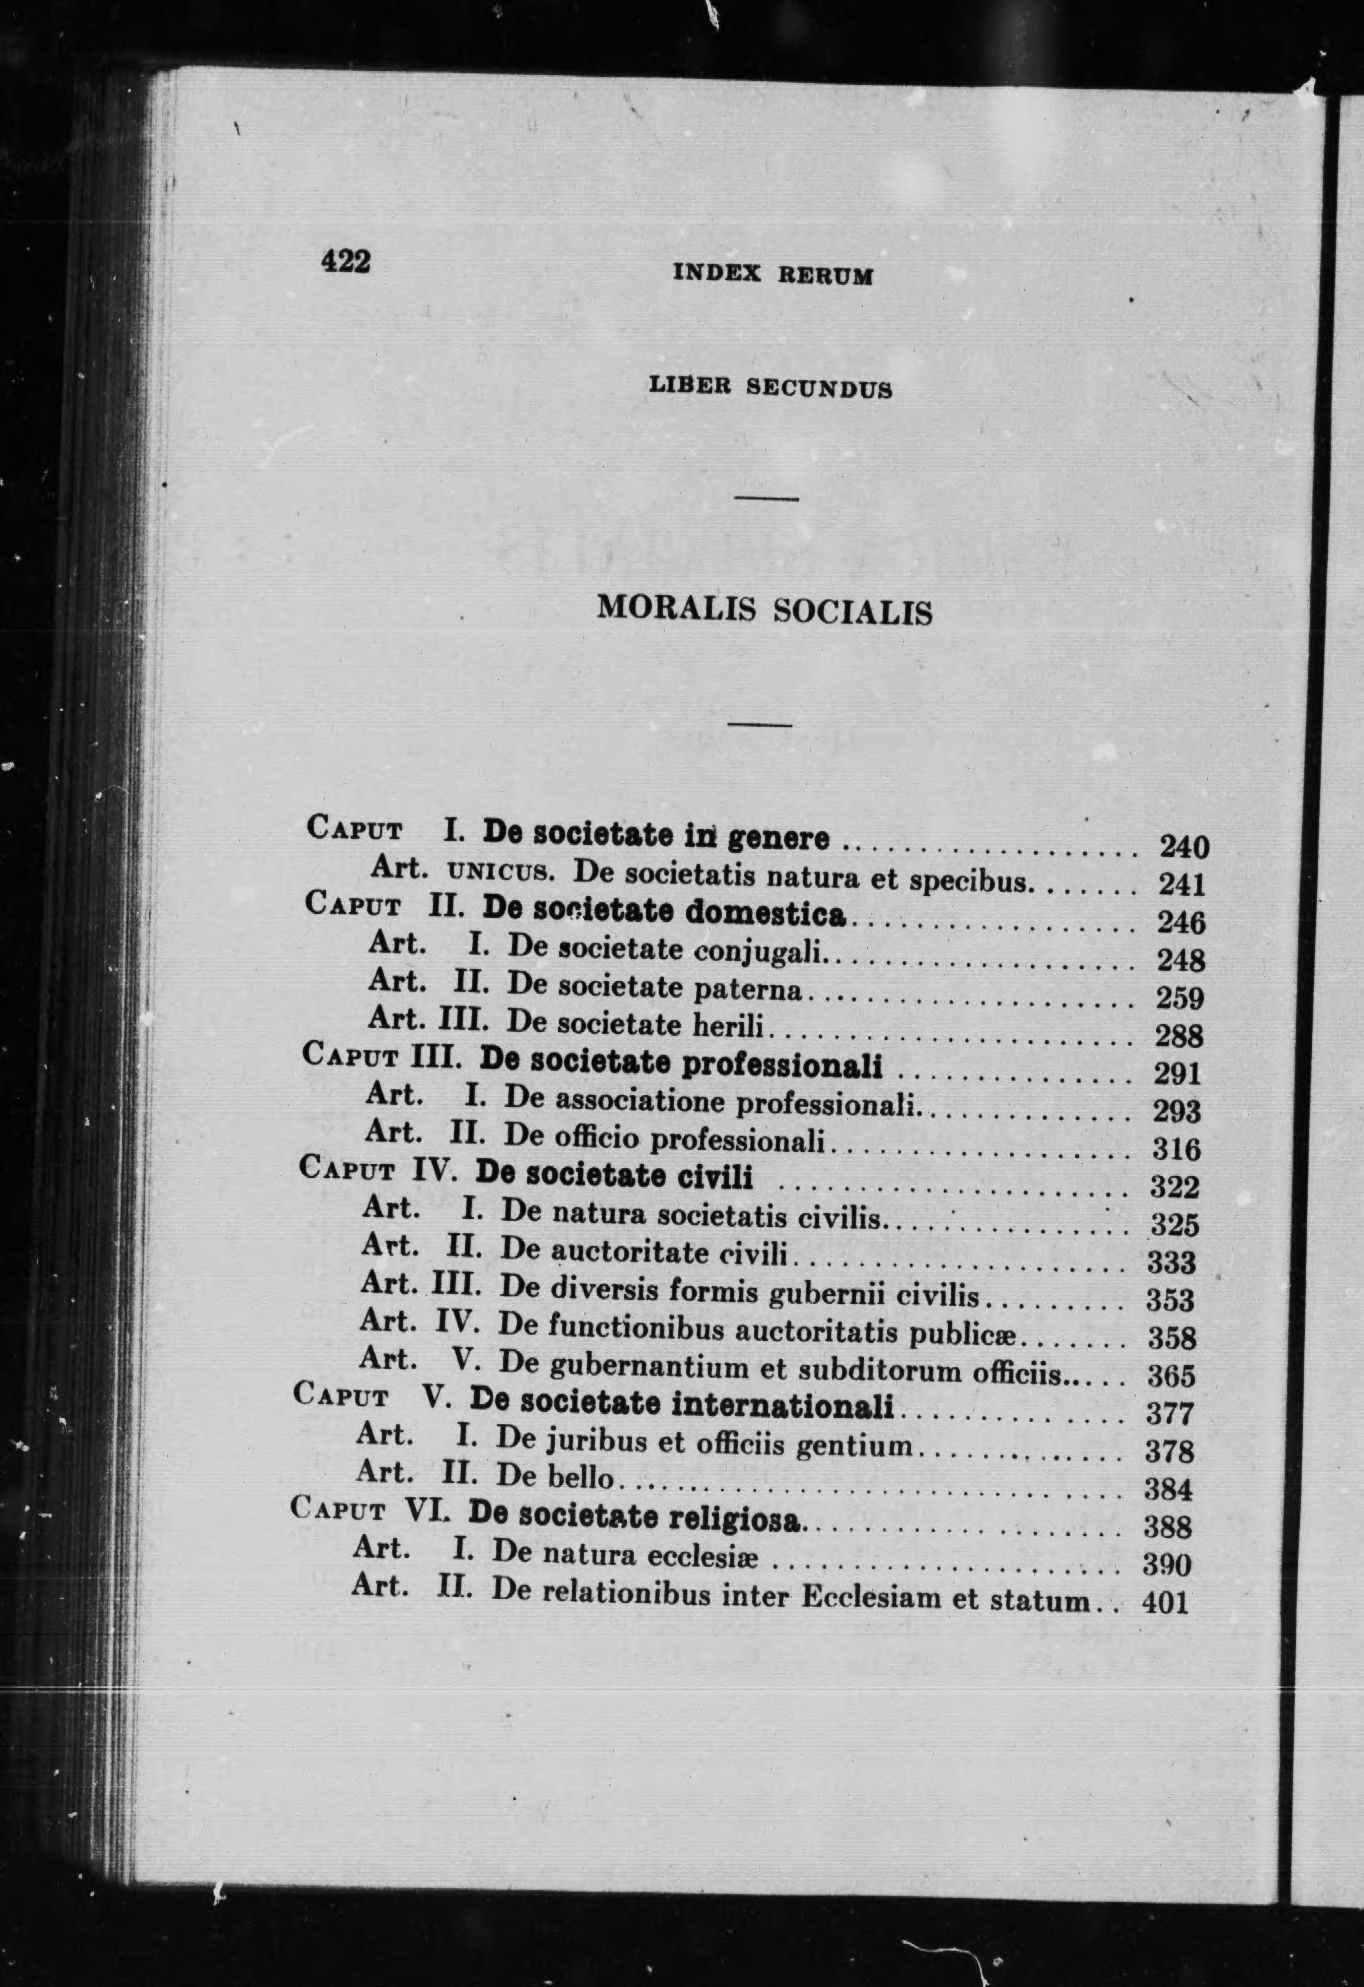 422
INDEX RERUM
LIBER SECUNDUS
MORALIS SOCIALIS
CAPUT I. De societate in genere .................... 240
Art. UNICUS. De societatis natura et specibus. ...... 241
CAPUT II. De societate domestica.................. 246
Art. I. De societate conjugali.................... 248
Art. II. De societate paterna..................... 259
Art. III. De societate herili....................... 288
CAPUT III. De societate professionali ............... 291
Art. I. De associatione professionali.............. 293
Art. II. De officio professionali................... 316
CAPUT IV. De societate civili ...................... 322
Art. I. De natura societatis civilis................ 325
Art. II. De auctoritate civili..................... 333
Art. III. De diversis formis gubernii civilis......... 353
Art. IV. De functionibus auctoritatis publicæ....... 358
Art. V. De gubernantium et subditorum officiis..... 365
CAPUT V. De societate internationali.............. 377
Art. I. De juribus et officiis gentium............. 378
Art. II. De bello................................ 384
CAPUT VI. De societate religiosa.................... 388
Art. I. De natura ecclesiæ ...................... 390
Art. II. De relationibus inter Ecclesiam et statum.. 401